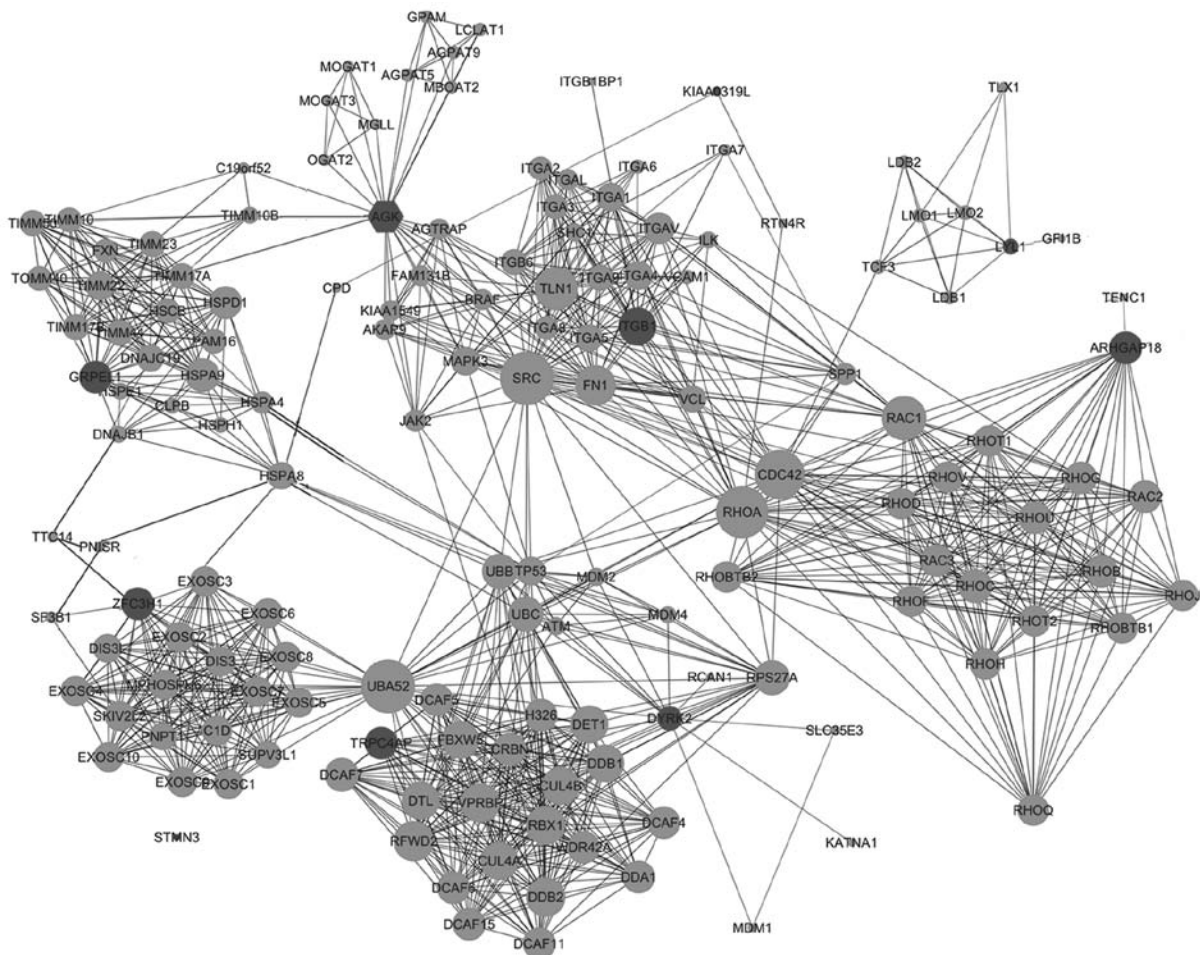 GPAM
LCLAT1
AGPAT9
MOGAT1
AGPAT5
MBOAT2
ITGB1BP1
KIAA0319L
TLX1
MOGAT3
MGLL
OGAT2
C19orf52
ITGA2
ITGAL
ITGA6
ITGA7
LDB2
TIMM10
TIMM10B
AGK
ITGA3
ITGA1
LMO1
LMO2
AGTRAP
SHC1
ITGAV
ILK
RTN4R
LYL1
GFI1B
FXN
TIMM23
ITGB6
TCF3
TOMM40
TIMM22
TIMM17A
FAM131B
TLN1
ITGA9
ITGA4
VCAM1
LDB1
CPD
BRAF
HSCB
HSPD1
KIAA1549
AKAP9
ITGA8
ITGA5
ITGB1
TENC1
TIMM44
PAM16
ARHGAP18
DNAJC19
MAPK3
GRPEL1
HSPA9
SRC
FN1
SPP1
HSPE1
CLPB
HSPA4
VCL
DNAJB1
HSPH1
JAK2
RAC1
RHOT1
HSPA8
CDC42
RHOV
RHOG
RHOD
RAC2
RHOA
RHOU
TTC14
PNISR
RAC3
UBB
TP53
MDM2
RHOBTB2
RHOC
RHOB
EXOSC3
RHOJ
SF3B1
ZFC3H1
EXOSC6
UBC
ATM
MDM4
RHOF
RHOT2
RHOBTB1
EXOSC2
DIS3L
DIS3
EXOSC8
RHOH
MPHOSPH6
EXOSC4
EXOSC7
EXOSC5
UBA52
RCAN1
RPS27A
SKIV2L2
DCAF5
H326
DET1
DYRK2
SLC35E3
PNPT1
C1D
SUPV3L1
TRPC4AP
FBXW5
CRBN
EXOSC10
DDB1
DCAF7
EXOSC9
EXOSC1
CUL4B
DTL
VPRBP
RHOQ
RBX1
DCAF4
STMN3
RFWD2
WDR42A
KATNA1
CUL4A
DCAF6
DDA1
DDB2
DCAF15
MDM1
DCAF11